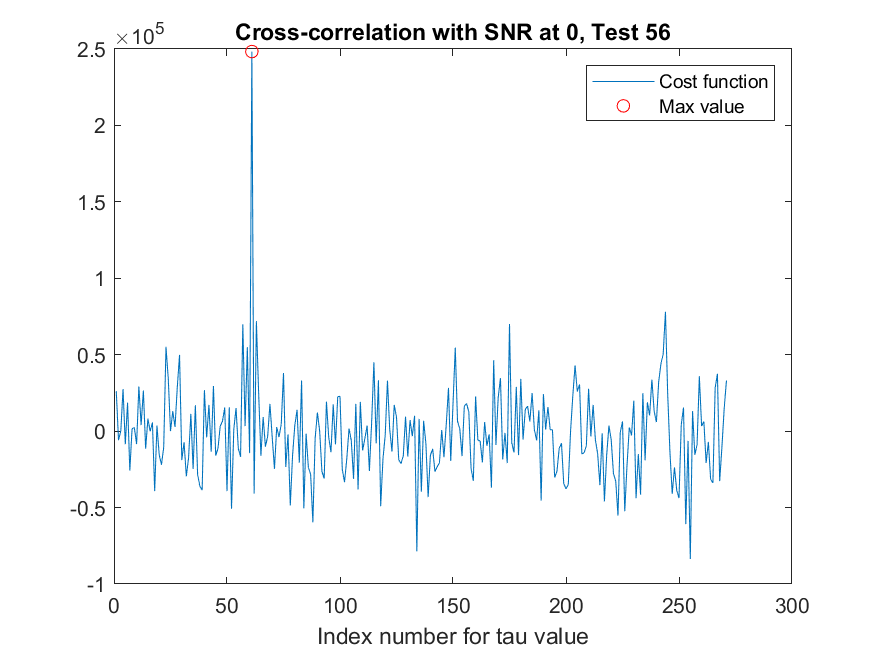 Cross-correlation with SNR at 0, Test 56
×10^5
2.5
2
1.5
1
0.5
0
-0.5
-1
0 50 100 150 200 250 300
Index number for tau value
Cost function
Max value